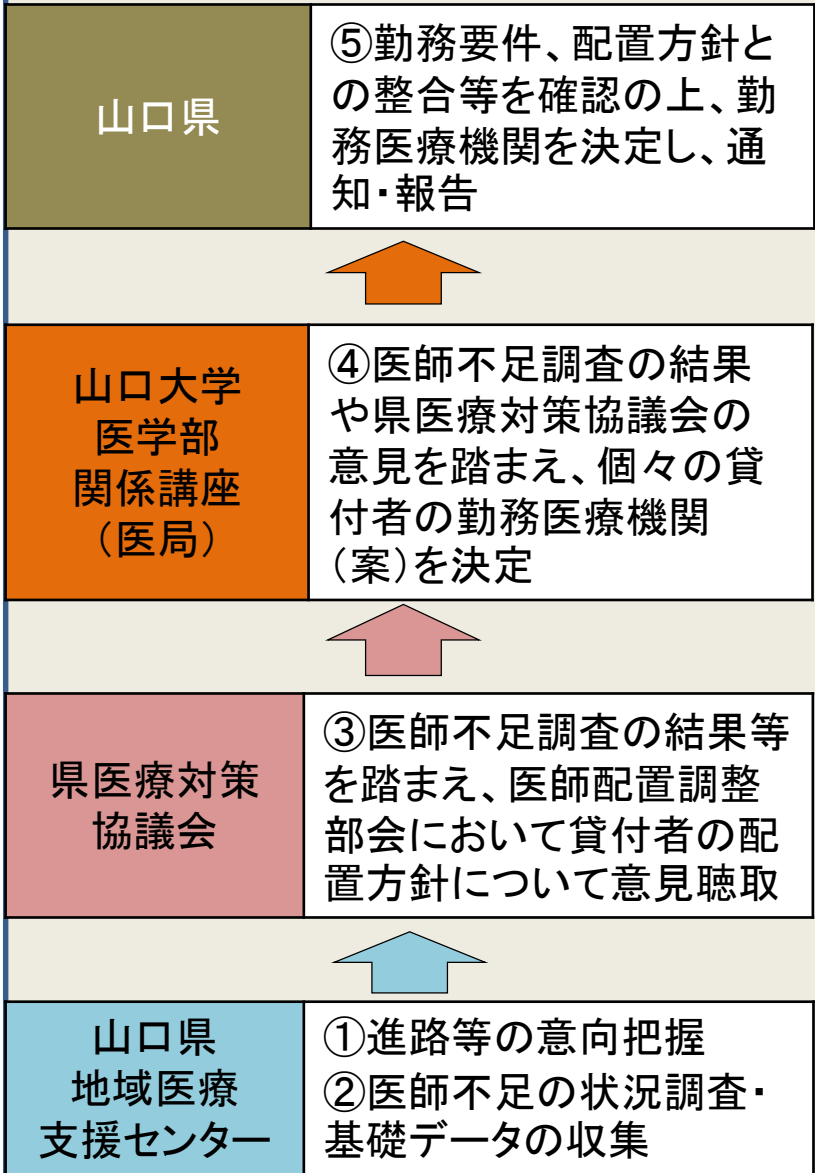 山口県
⑤勤務要件、配置方針と
の整合等を確認の上、勤
務医療機関を決定し、通
知・報告
山口大学
医学部
関係講座
（医局）
④医師不足調査の結果
や県医療対策協議会の
意見を踏まえ、個々の貸
付者の勤務医療機関
（案）を決定
県医療対策
協議会
③医師不足調査の結果等
を踏まえ、医師配置調整
部会において貸付者の配
置方針について意見聴取
山口県
地域医療
支援センター
①進路等の意向把握
②医師不足の状況調査・
基礎データの収集